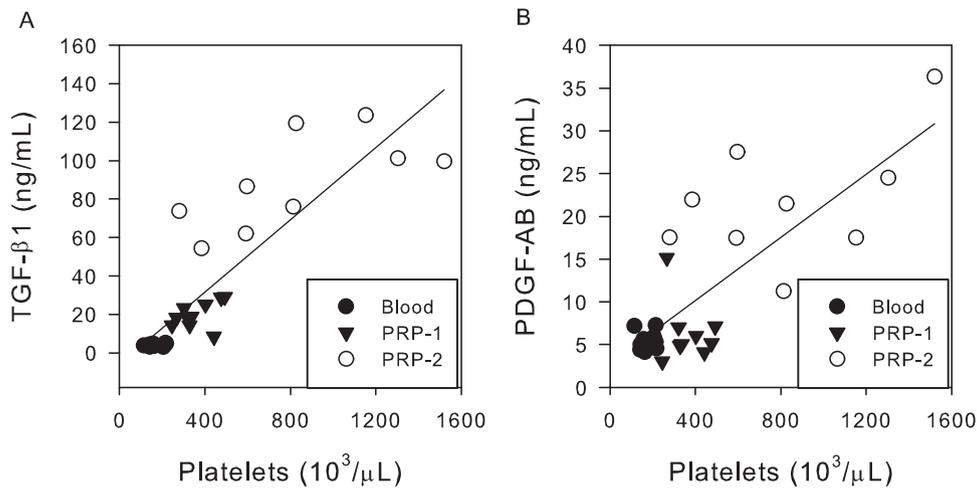 A
TGF-β1 (ng/mL)
160
140
120
100
80
60
40
20
0
Blood
PRP-1
PRP-2
0 400 800 1200 1600
Platelets (10³/μL)
B
PDGF-AB (ng/mL)
40
35
30
25
20
15
10
5
0
Blood
PRP-1
PRP-2
0 400 800 1200 1600
Platelets (10³/μL)